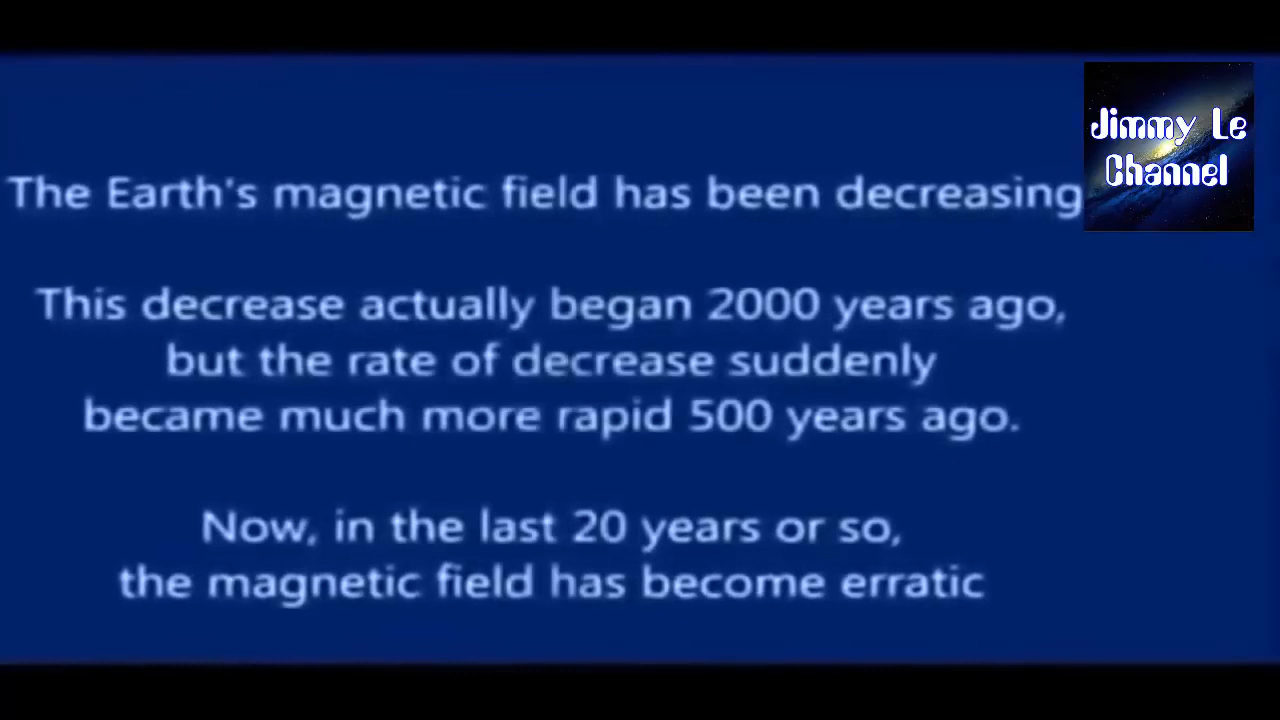 Jimmy Le
Channel
The Earth's magnetic field has been decreasing
This decrease actually began 2000 years ago,
but the rate of decrease suddenly
became much more rapid 500 years ago.
Now, in the last 20 years or so,
the magnetic field has become erratic